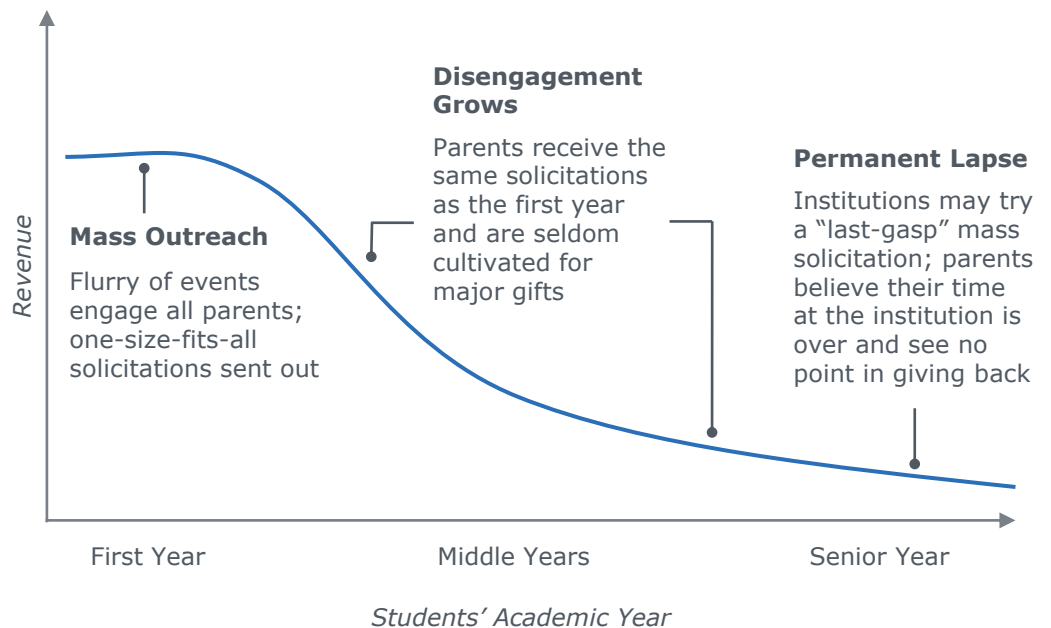 Disengagement
Grows
Parents receive the
same solicitations
as the first year
and are seldom
cultivated for
major gifts
Permanent Lapse
Institutions may try
a “last-gasp” mass
solicitation; parents
believe their time
at the institution is
over and see no
point in giving back
Mass Outreach
Flurry of events
engage all parents;
one-size-fits-all
solicitations sent out
Revenue
First Year
Middle Years
Senior Year
Students’ Academic Year